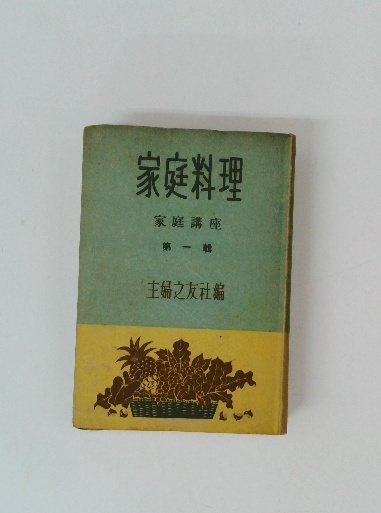 家庭料理
家庭講座
第一輯
主婦之友社編